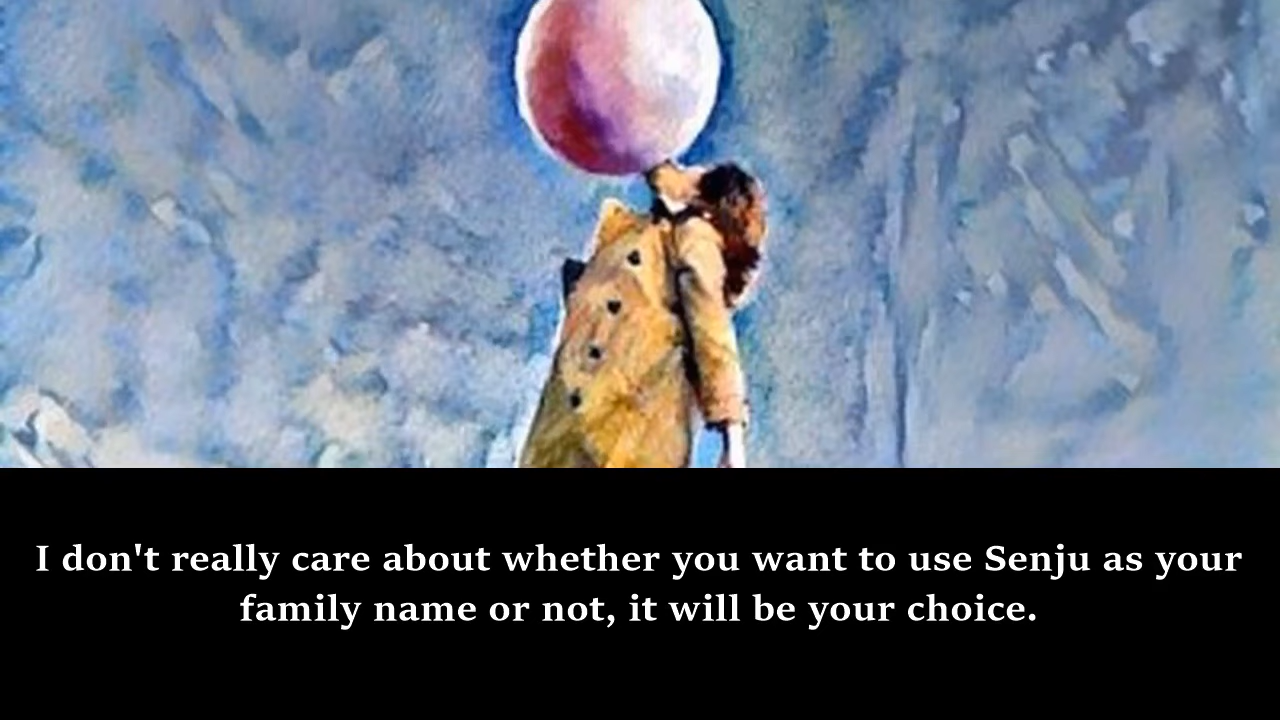 I don't really care about whether you want to use Senju as your
family name or not, it will be your choice.